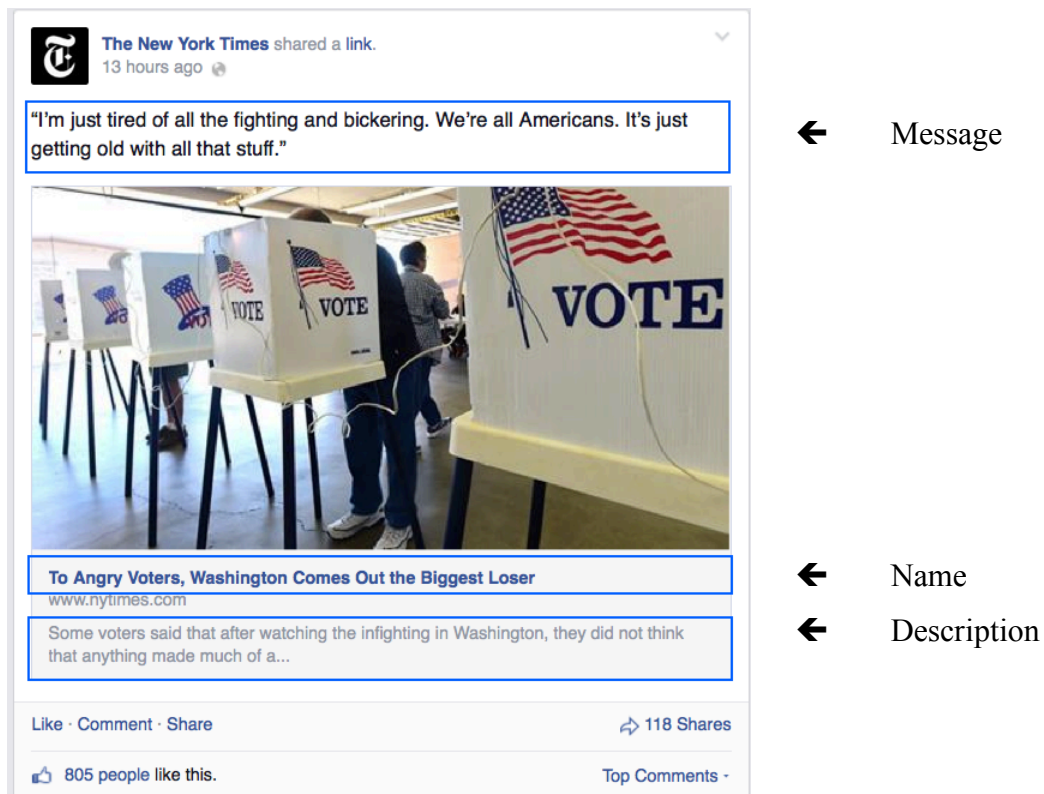 The New York Times shared a link.
13 hours ago
“I’m just tired of all the fighting and bickering. We’re all Americans. It’s just
getting old with all that stuff.”
← Message
VOTE
VOTE
VOTE
To Angry Voters, Washington Comes Out the Biggest Loser
← Name
www.nytimes.com
Some voters said that after watching the infighting in Washington, they did not think
that anything made much of a...
← Description
Like · Comment · Share
118 Shares
805 people like this.
Top Comments